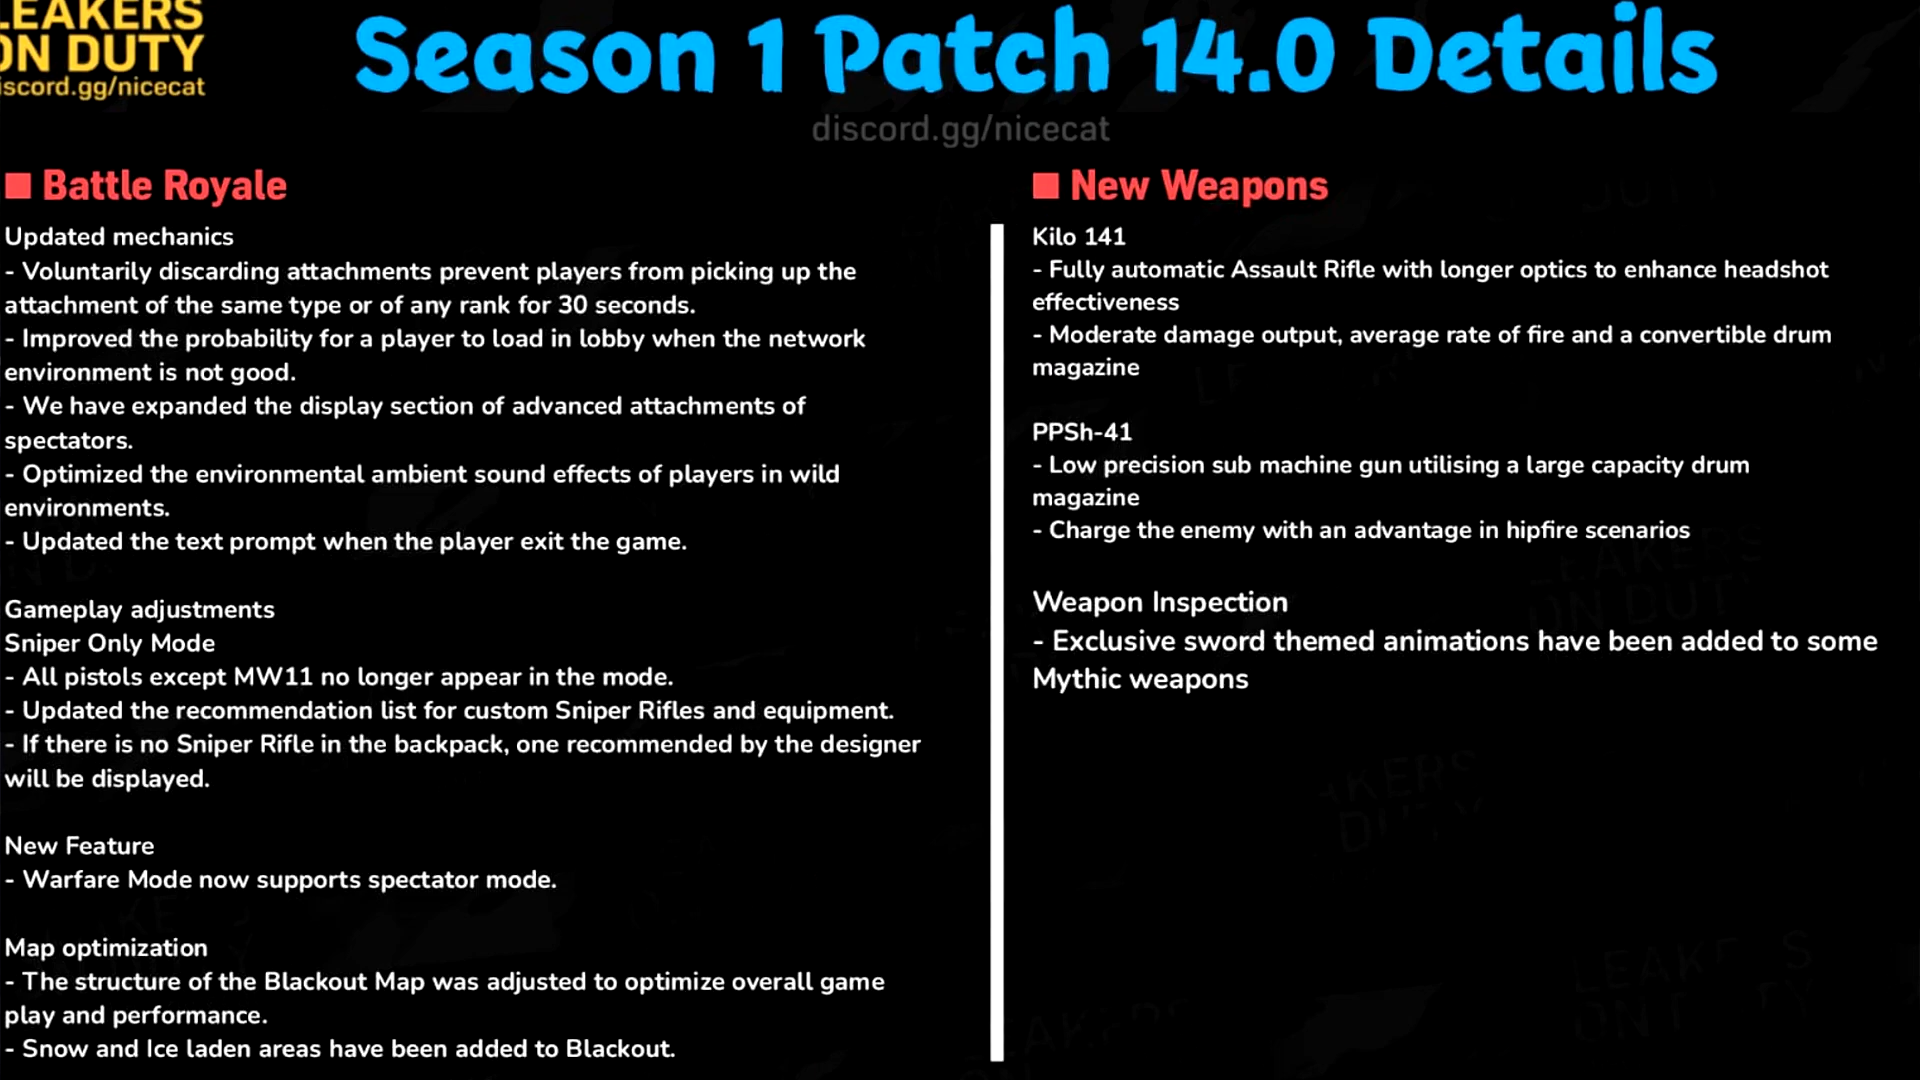 LEAKERS
ON DUTY
discord.gg/nicecat
Season 1 Patch 14.0 Details
discord.gg/nicecat
Battle Royale
Updated mechanics
- Voluntarily discarding attachments prevent players from picking up the
attachment of the same type or of any rank for 30 seconds.
- Improved the probability for a player to load in lobby when the network
environment is not good.
- We have expanded the display section of advanced attachments of
spectators.
- Optimized the environmental ambient sound effects of players in wild
environments.
- Updated the text prompt when the player exit the game.
Gameplay adjustments
Sniper Only Mode
- All pistols except MW11 no longer appear in the mode.
- Updated the recommendation list for custom Sniper Rifles and equipment.
- If there is no Sniper Rifle in the backpack, one recommended by the designer
will be displayed.
New Feature
- Warfare Mode now supports spectator mode.
Map optimization
- The structure of the Blackout Map was adjusted to optimize overall game
play and performance.
- Snow and Ice laden areas have been added to Blackout.
New Weapons
Kilo 141
- Fully automatic Assault Rifle with longer optics to enhance headshot
effectiveness
- Moderate damage output, average rate of fire and a convertible drum
magazine
PPSh-41
- Low precision sub machine gun utilising a large capacity drum
magazine
- Charge the enemy with an advantage in hipfire scenarios
Weapon Inspection
- Exclusive sword themed animations have been added to some
Mythic weapons